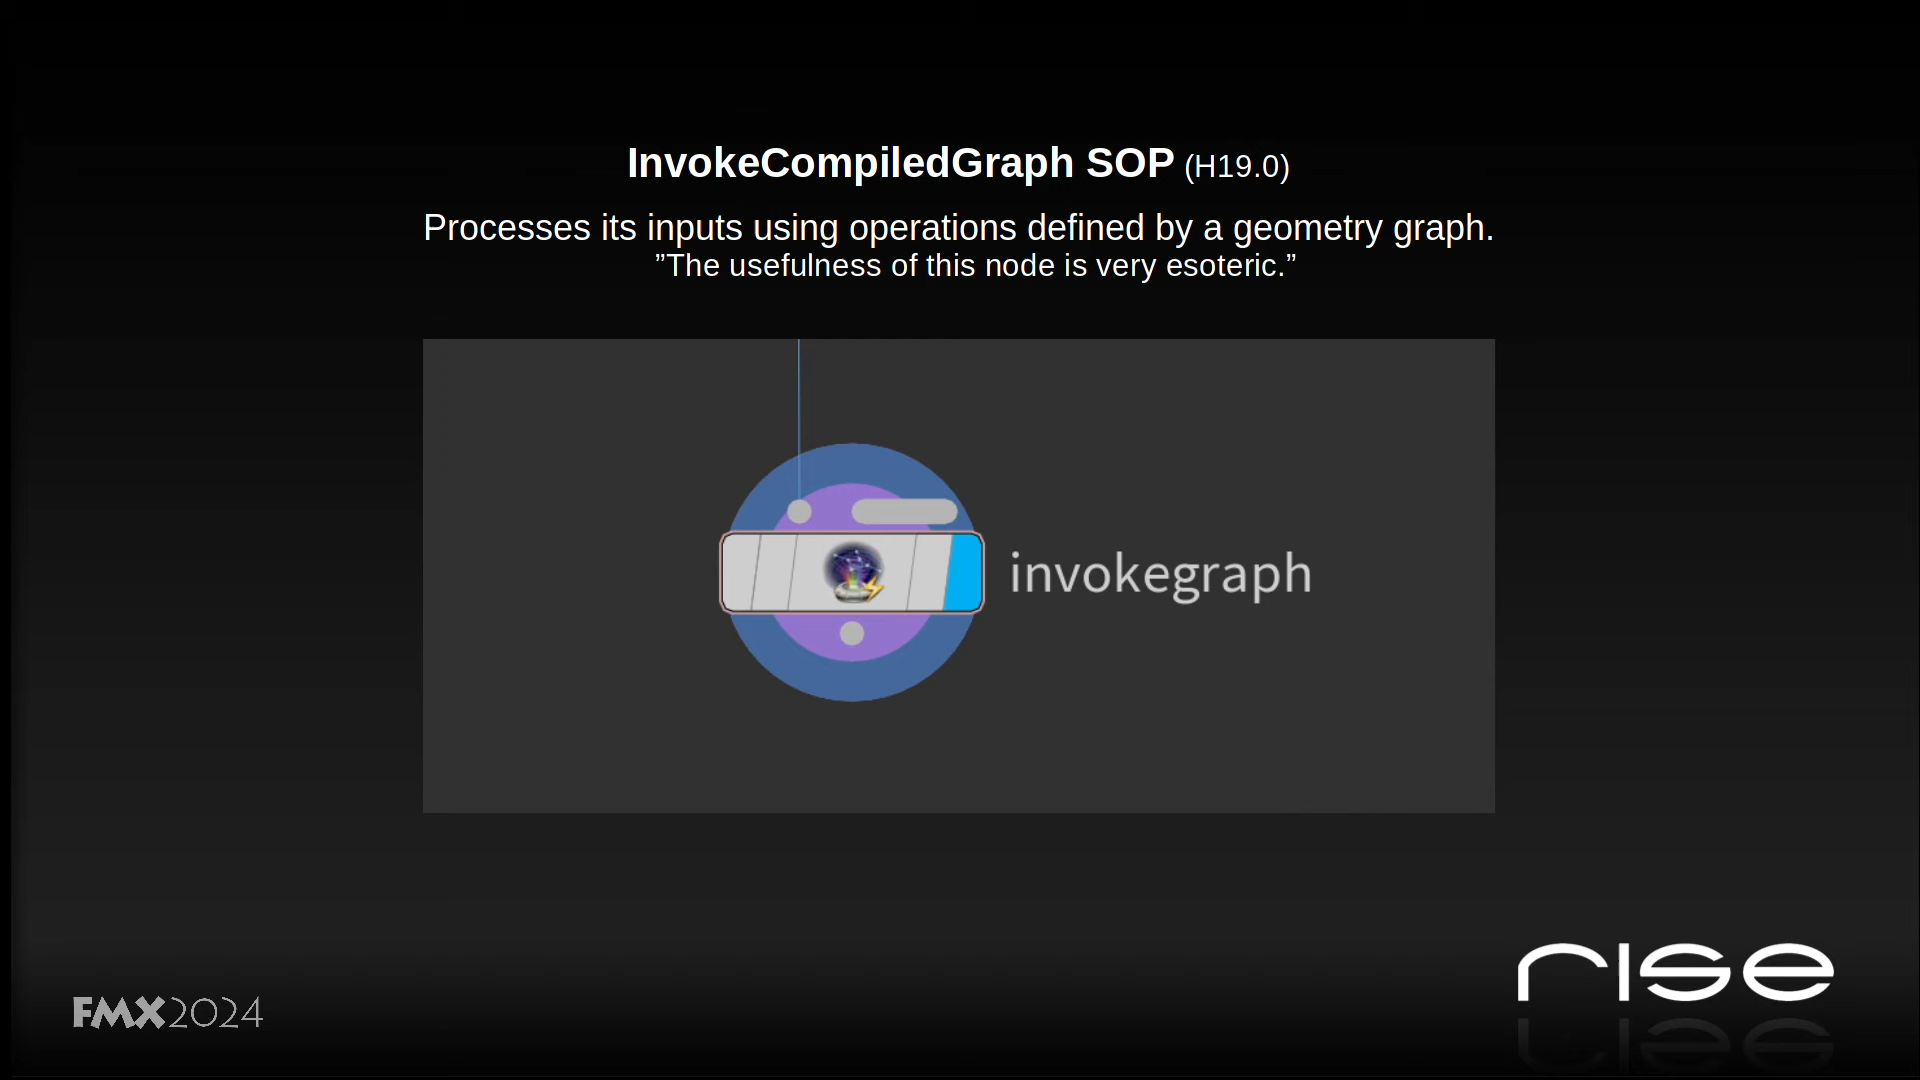 InvokeCompiledGraph SOP (H19.0)
Processes its inputs using operations defined by a geometry graph.
”The usefulness of this node is very esoteric.”
invokegraph
rise
FMX2024